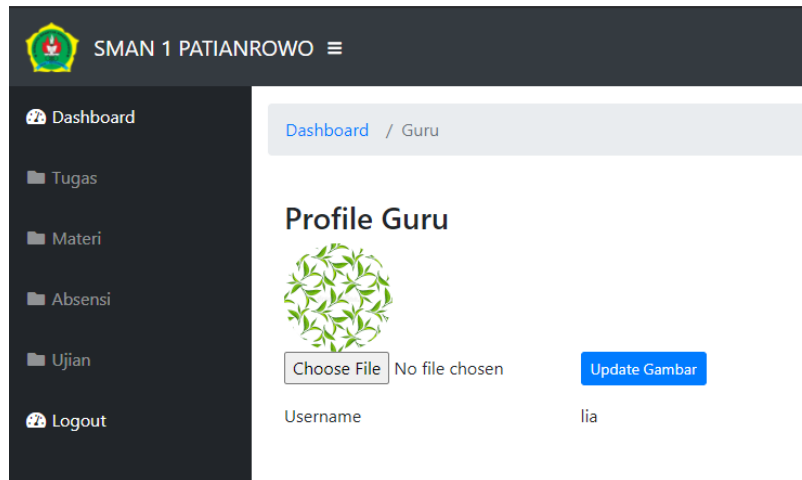 SMAN 1 PATIANROWO
Dashboard
Tugas
Materi
Absensi
Ujian
Logout
Dashboard / Guru
Profile Guru
Choose File No file chosen Update Gambar
Username lia